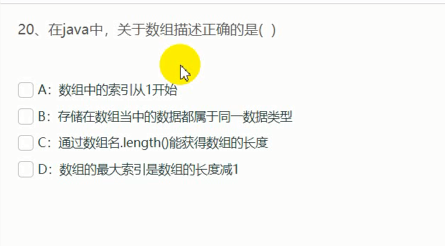 20、在java中，关于数组描述正确的是( )
A：数组中的索引从1开始
B：存储在数组当中的数据都属于同一数据类型
C：通过数组名.length()能获得数组的长度
D：数组的最大索引是数组的长度减1